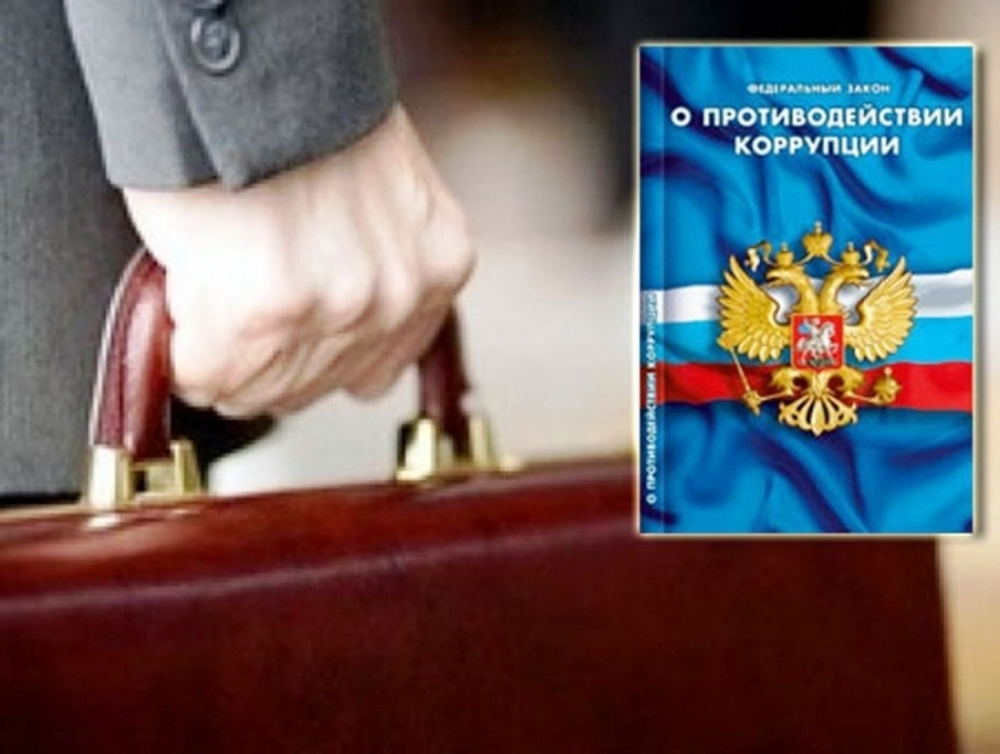 ФЕДЕРАЛЬНЫЙ ЗАКОН
О ПРОТИВОДЕЙСТВИИ
КОРРУПЦИИ
О ПРОТИВОДЕЙСТВИИ КОРРУПЦИИ